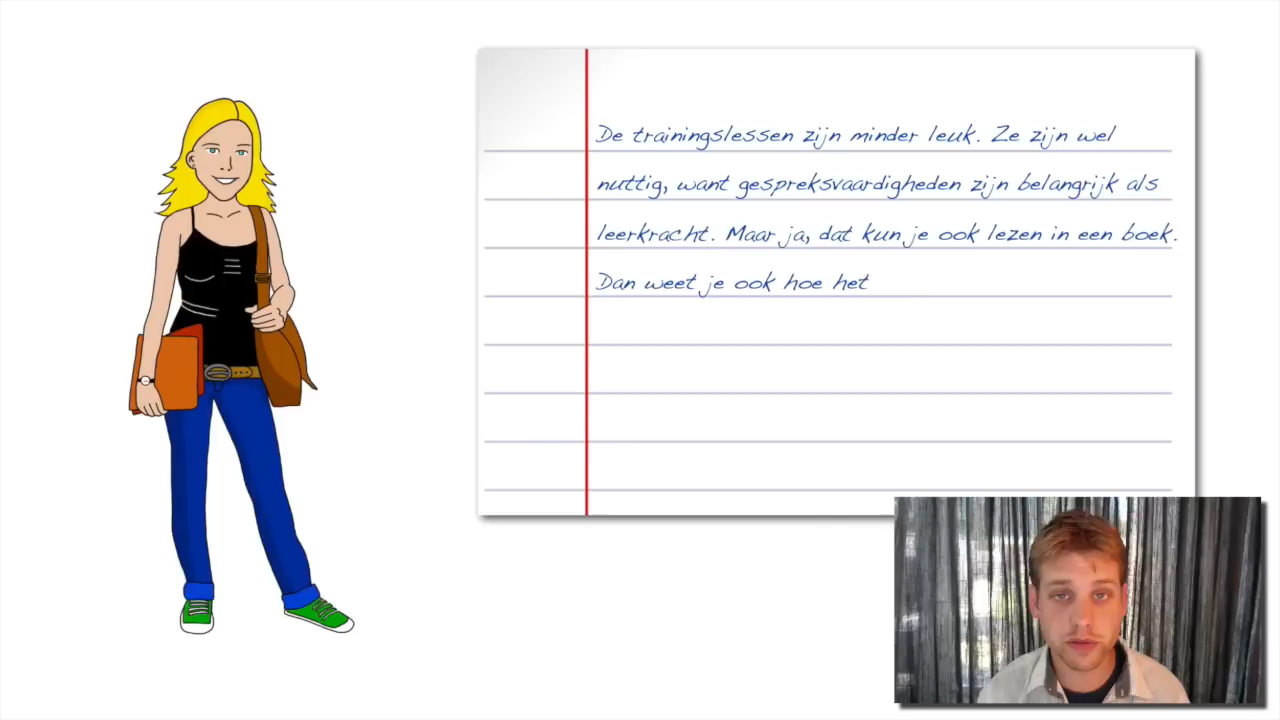 De trainingslessen zijn minder leuk. Ze zijn wel
nuttig, want gespreksvaardigheden zijn belangrijk als
leerkracht. Maar ja, dat kun je ook lezen in een boek.
Dan weet je ook hoe het